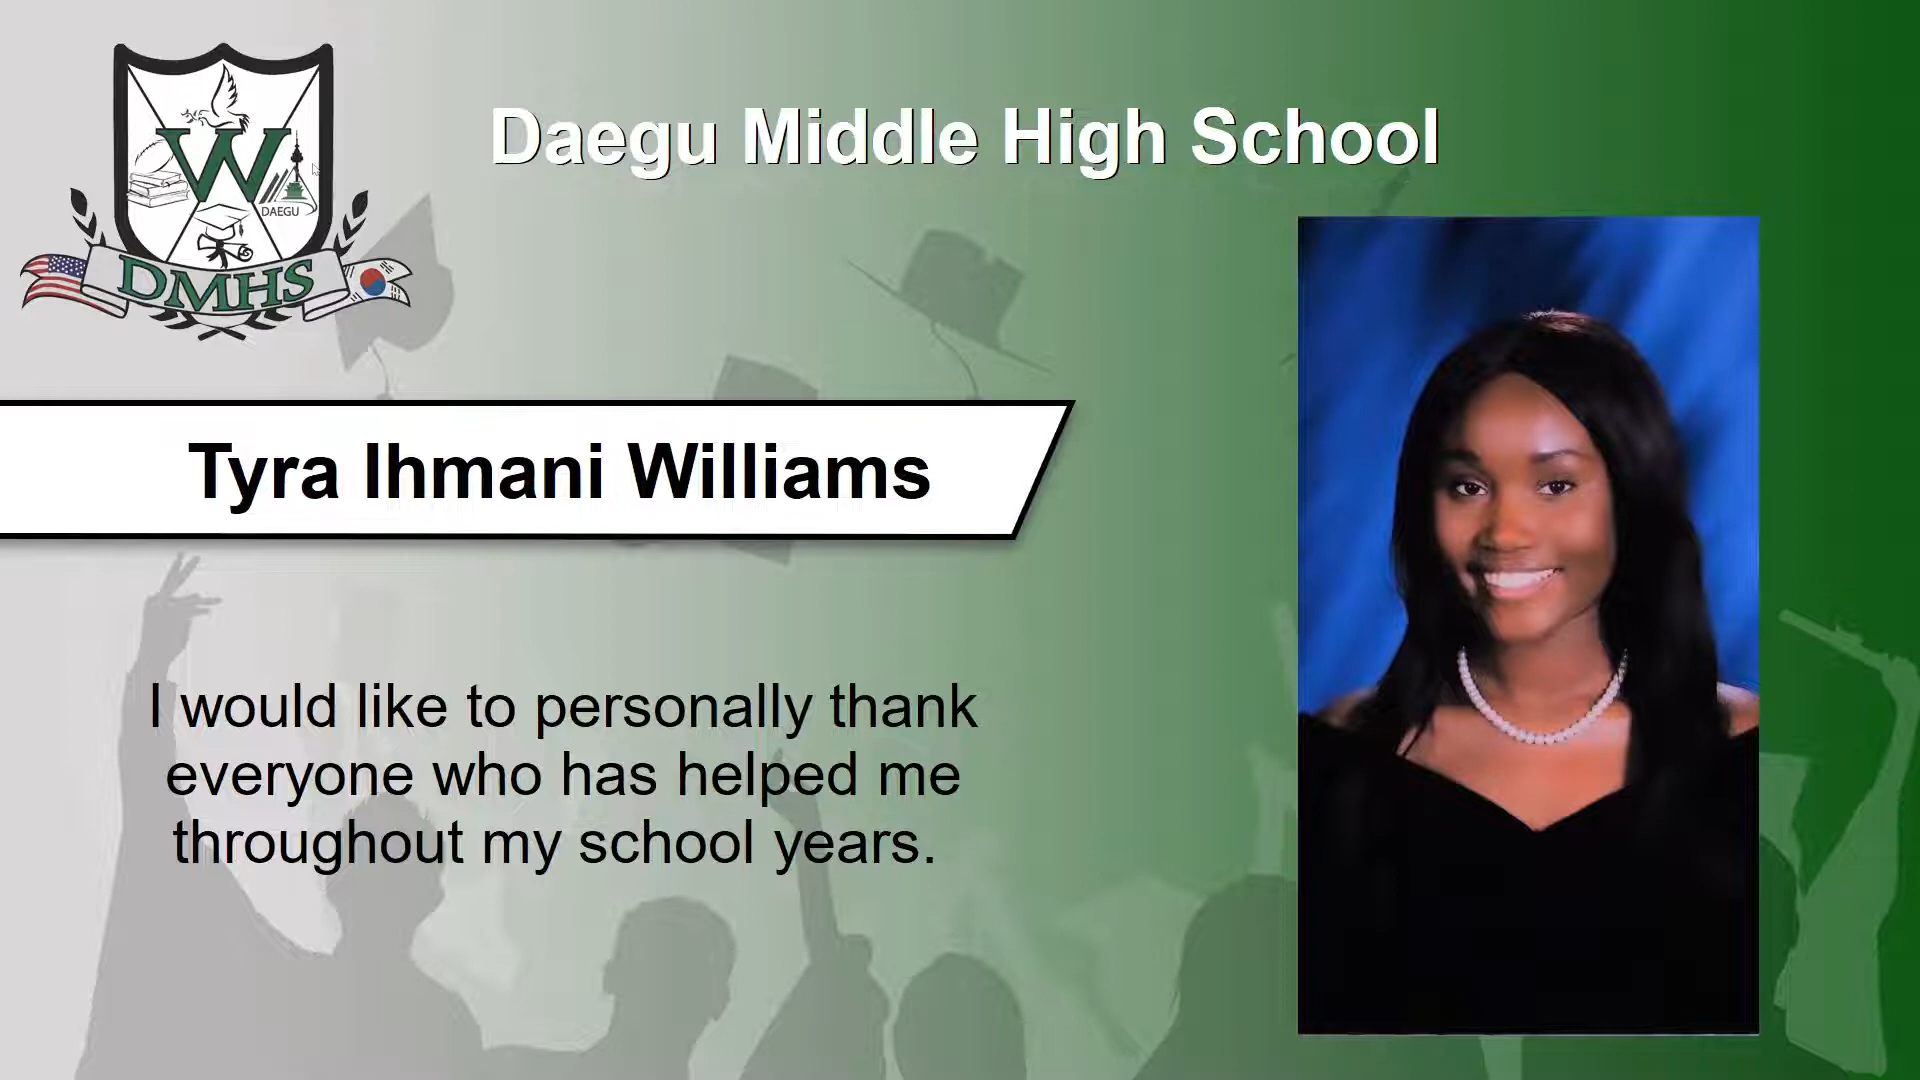 W
DAEGU
DMHS
Daegu Middle High School
Tyra Ihmani Williams
I would like to personally thank
everyone who has helped me
throughout my school years.